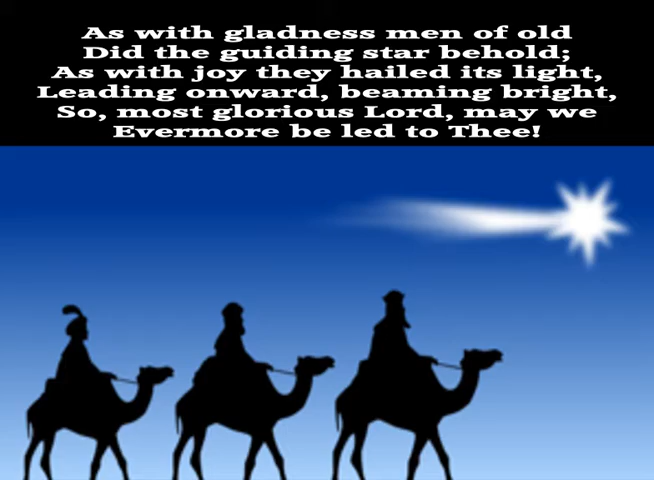 As with gladness men of old
Did the guiding star behold;
As with joy they hailed its light,
Leading onward, beaming bright,
So, most glorious Lord, may we
Evermore be led to Thee!